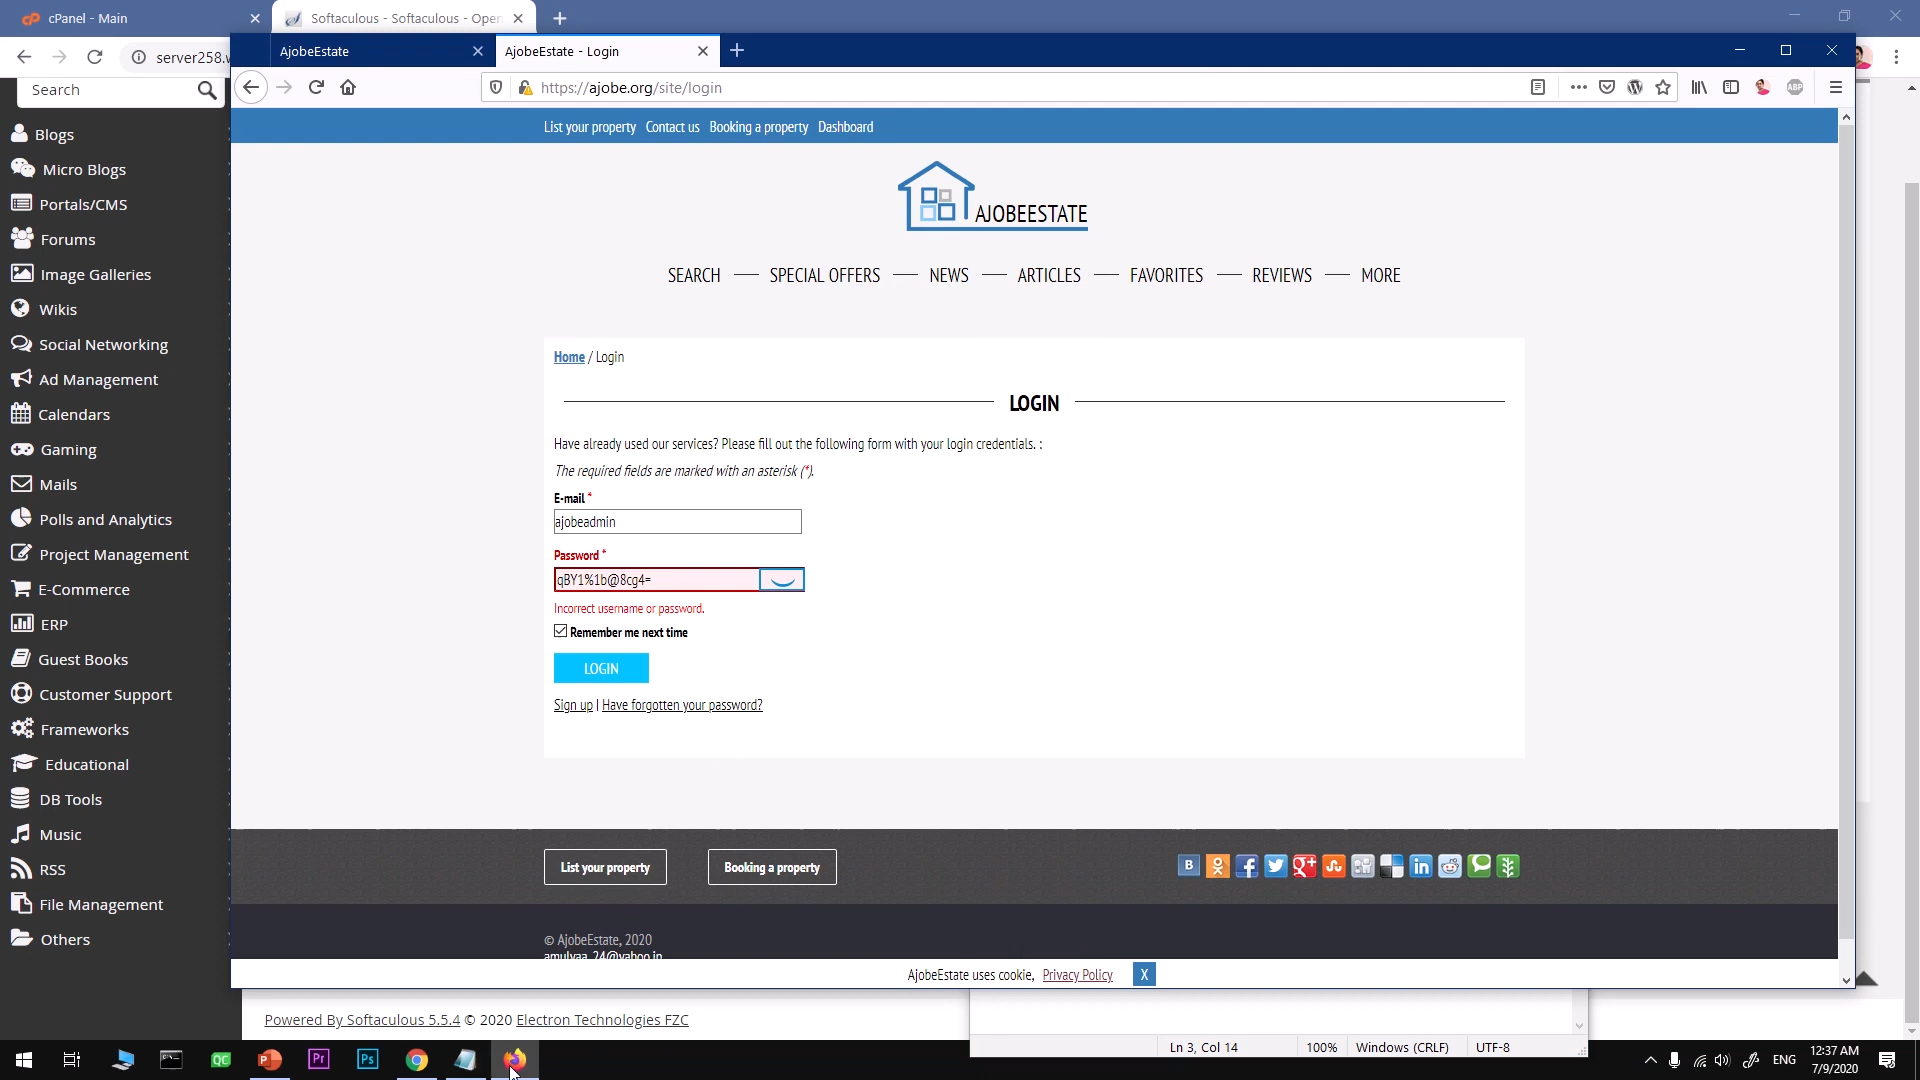 cPanel - Main
Softaculous - Softaculous - Open
AjobeEstate
AjobeEstate - Login
server258.w
https://ajobe.org/site/login
Search
Blogs
Micro Blogs
Portals/CMS
Forums
Image Galleries
Wikis
Social Networking
Ad Management
Calendars
Gaming
Mails
Polls and Analytics
Project Management
E-Commerce
ERP
Guest Books
Customer Support
Frameworks
Educational
DB Tools
Music
RSS
File Management
Others
List your property Contact us Booking a property Dashboard
AJOBEESTATE
SEARCH — SPECIAL OFFERS — NEWS — ARTICLES — FAVORITES — REVIEWS — MORE
Home / Login
LOGIN
Have already used our services? Please fill out the following form with your login credentials. :
The required fields are marked with an asterisk (*).
E-mail *
ajobeadmin
Password *
qBY1%1b@8cg4=
Incorrect username or password.
Remember me next time
LOGIN
Sign up | Have forgotten your password?
List your property
Booking a property
© AjobeEstate, 2020
amulyaa_24@yahoo.in
AjobeEstate uses cookie, Privacy Policy X
Powered By Softaculous 5.5.4 © 2020 Electron Technologies FZC
Ln 3, Col 14 100% Windows (CRLF) UTF-8
ENG
12:37 AM
7/9/2020